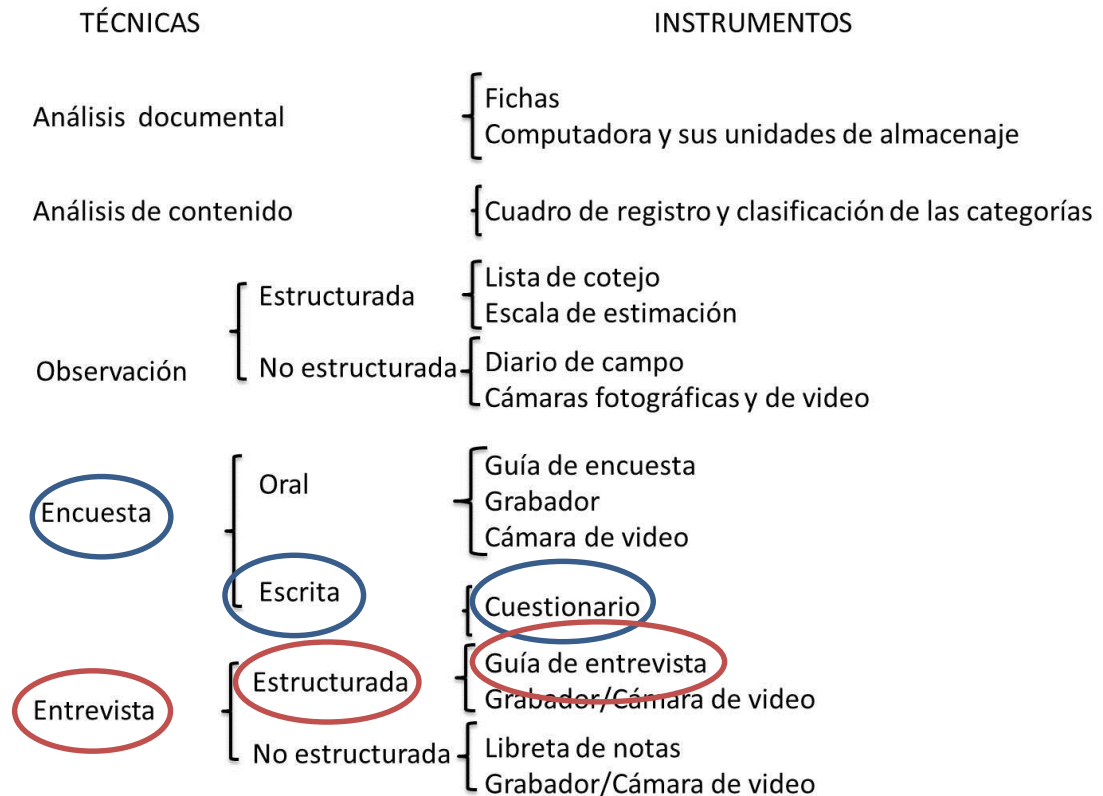 TÉCNICAS INSTRUMENTOS
Análisis documental
Fichas
Computadora y sus unidades de almacenaje
Análisis de contenido
Cuadro de registro y clasificación de las categorías
Observación
Estructurada
Lista de cotejo
Escala de estimación
No estructurada
Diario de campo
Cámaras fotográficas y de video
Encuesta
Oral
Guía de encuesta
Grabador
Cámara de video
Escrita
Cuestionario
Entrevista
Estructurada
Guía de entrevista
Grabador/Cámara de video
No estructurada
Libreta de notas
Grabador/Cámara de video